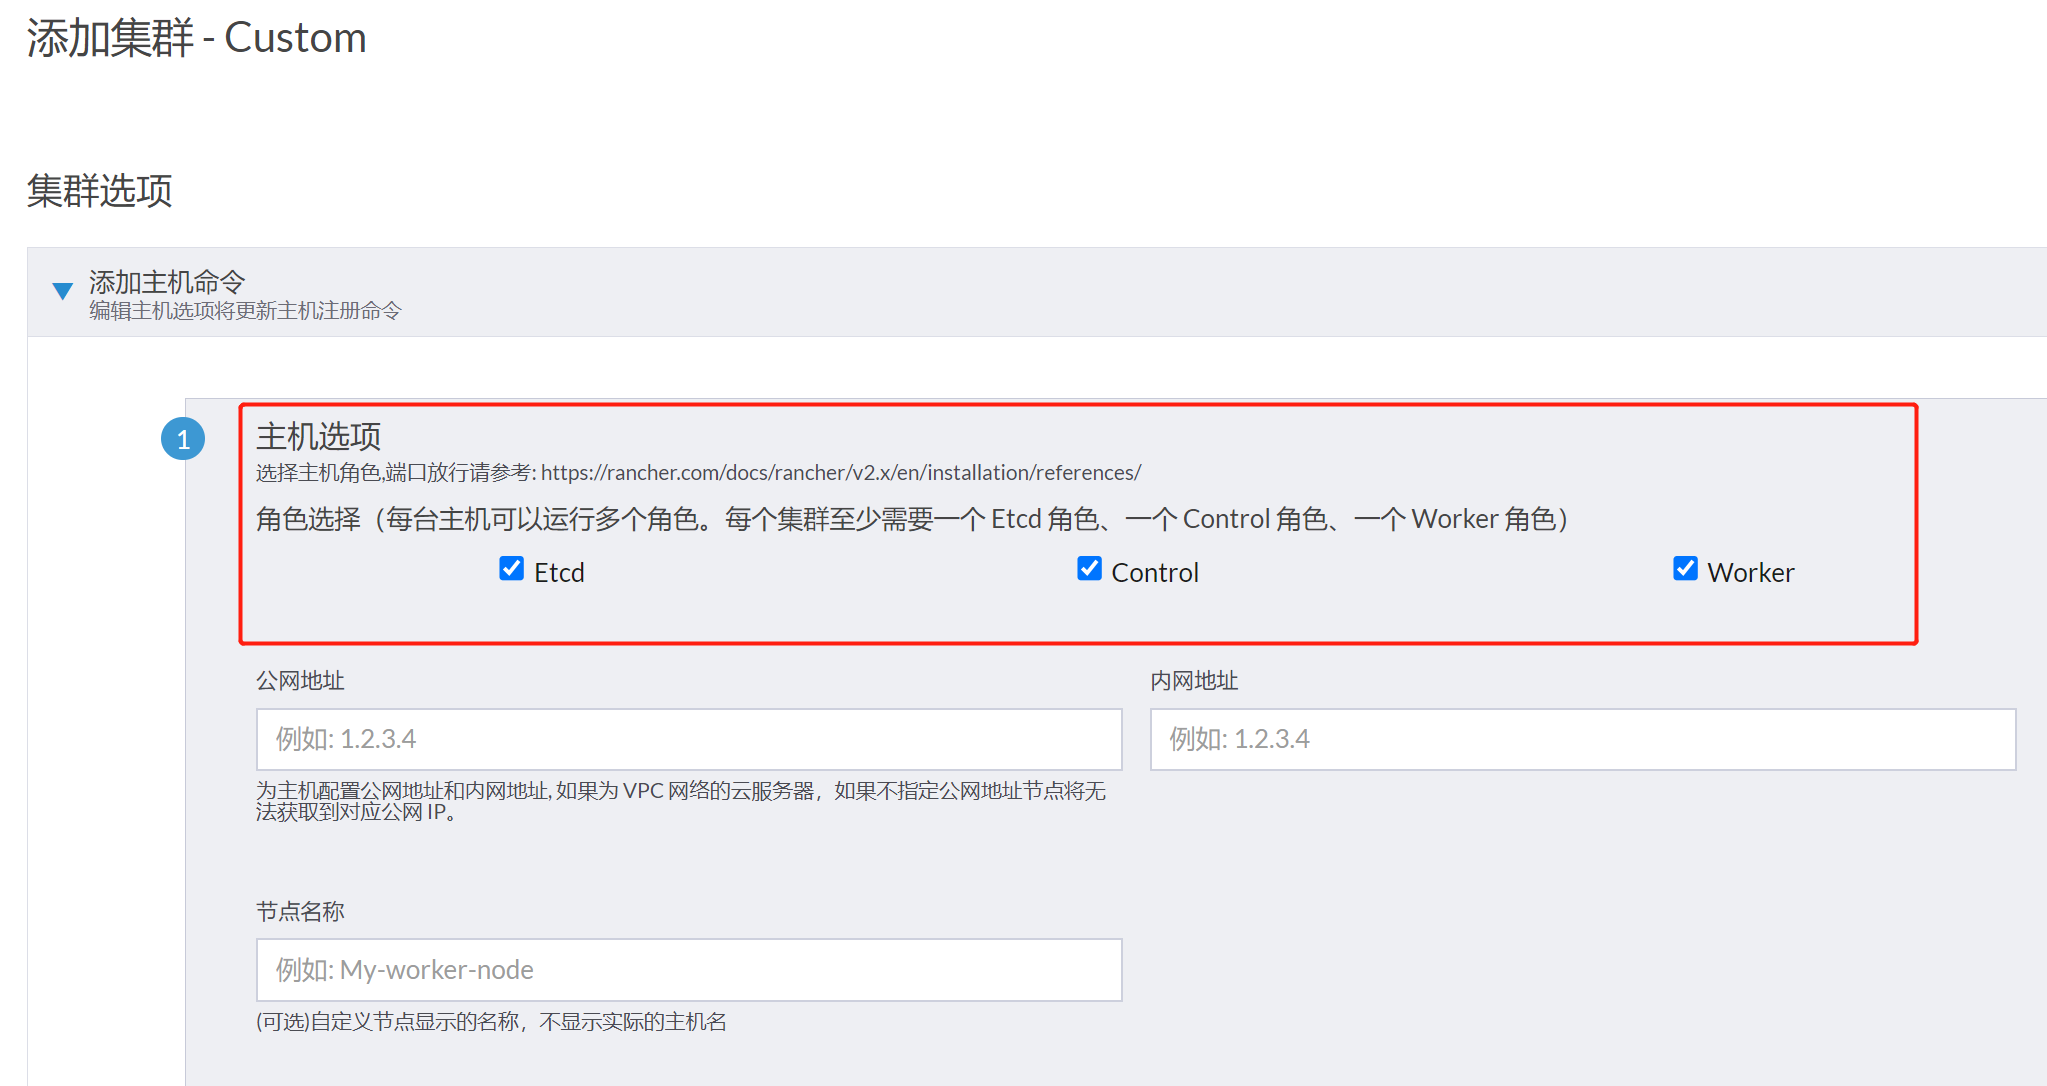 添加集群 - Custom
集群选项
添加主机命令
编辑主机选项将更新主机注册命令
1
主机选项
选择主机角色,端口放行请参考: https://rancher.com/docs/rancher/v2.x/en/installation/references/
角色选择（每台主机可以运行多个角色。每个集群至少需要一个 Etcd 角色、一个 Control 角色、一个 Worker 角色）
Etcd Control Worker
公网地址 内网地址
例如: 1.2.3.4 例如: 1.2.3.4
为主机配置公网地址和内网地址, 如果为 VPC 网络的云服务器，如果不指定公网地址节点将无
法获取到对应公网 IP。
节点名称
例如: My-worker-node
(可选)自定义节点显示的名称，不显示实际的主机名